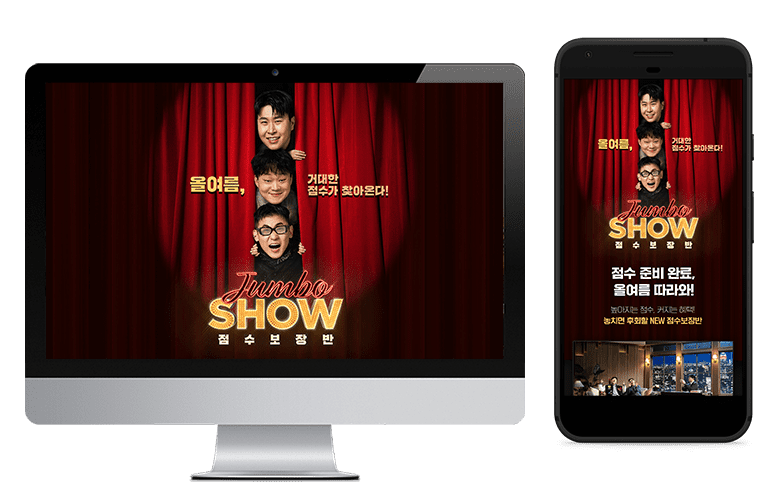 올여름,
거대한
점수가 찾아온다!
Jumbo
SHOW
점수보장반
올여름,
거대한
점수가 찾아온다!
Jumbo
SHOW
점수보장반
점수 준비 완료,
올여름 따라와!
높아지는 점수, 커지는 혜택!
놓치면 후회할 NEW 점수보장반